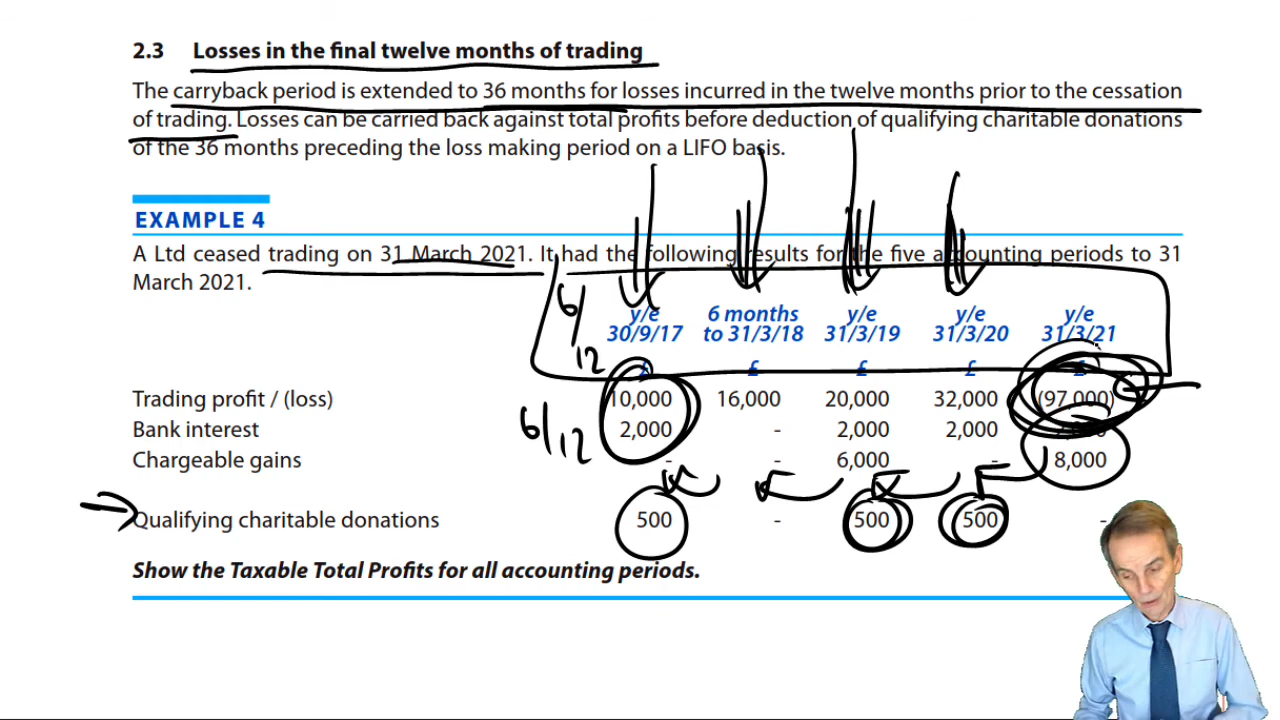 2.3 Losses in the final twelve months of trading
The carryback period is extended to 36 months for losses incurred in the twelve months prior to the cessation
of trading. Losses can be carried back against total profits before deduction of qualifying charitable donations
of the 36 months preceding the loss making period on a LIFO basis.
EXAMPLE 4
A Ltd ceased trading on 31 March 2021. It had the following results for the five accounting periods to 31
March 2021.
y/e 6 months y/e y/e y/e
30/9/17 to 31/3/18 31/3/19 31/3/20 31/3/21
£ £ £ £ £
6/12
Trading profit / (loss) 10,000 16,000 20,000 32,000 (97,000)
6/12
Bank interest 2,000 - 2,000 2,000
Chargeable gains - - 6,000 - 8,000
Qualifying charitable donations 500 - 500 500 -
Show the Taxable Total Profits for all accounting periods.